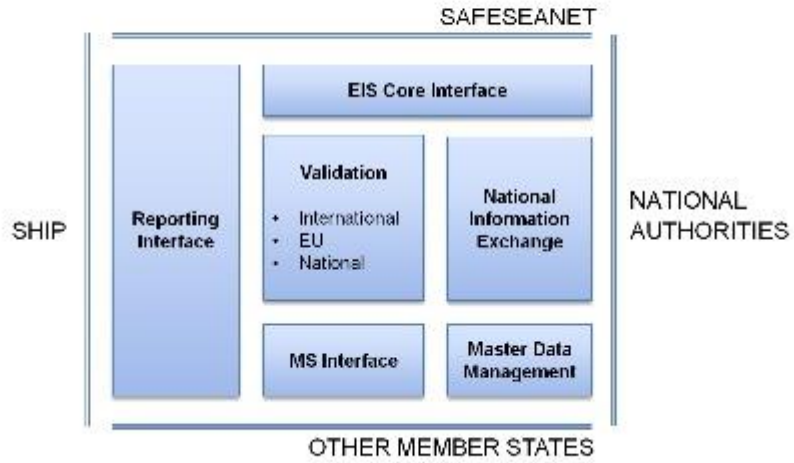 SAFESEANET
EIS Core Interface
SHIP
Reporting
Interface
Validation
• International
• EU
• National
National
Information
Exchange
NATIONAL
AUTHORITIES
MS Interface
Master Data
Management
OTHER MEMBER STATES